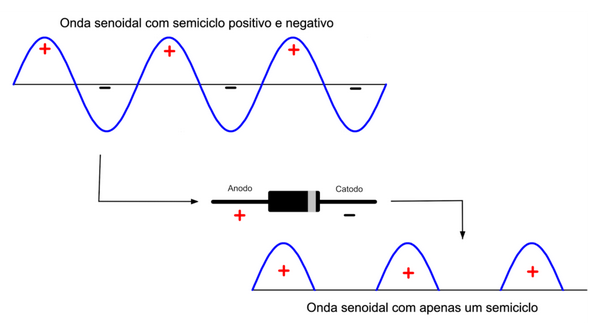 Onda senoidal com semiciclo positivo e negativo
+ + +
− − −
Anodo Catodo
+ −
+ + +
Onda senoidal com apenas um semiciclo